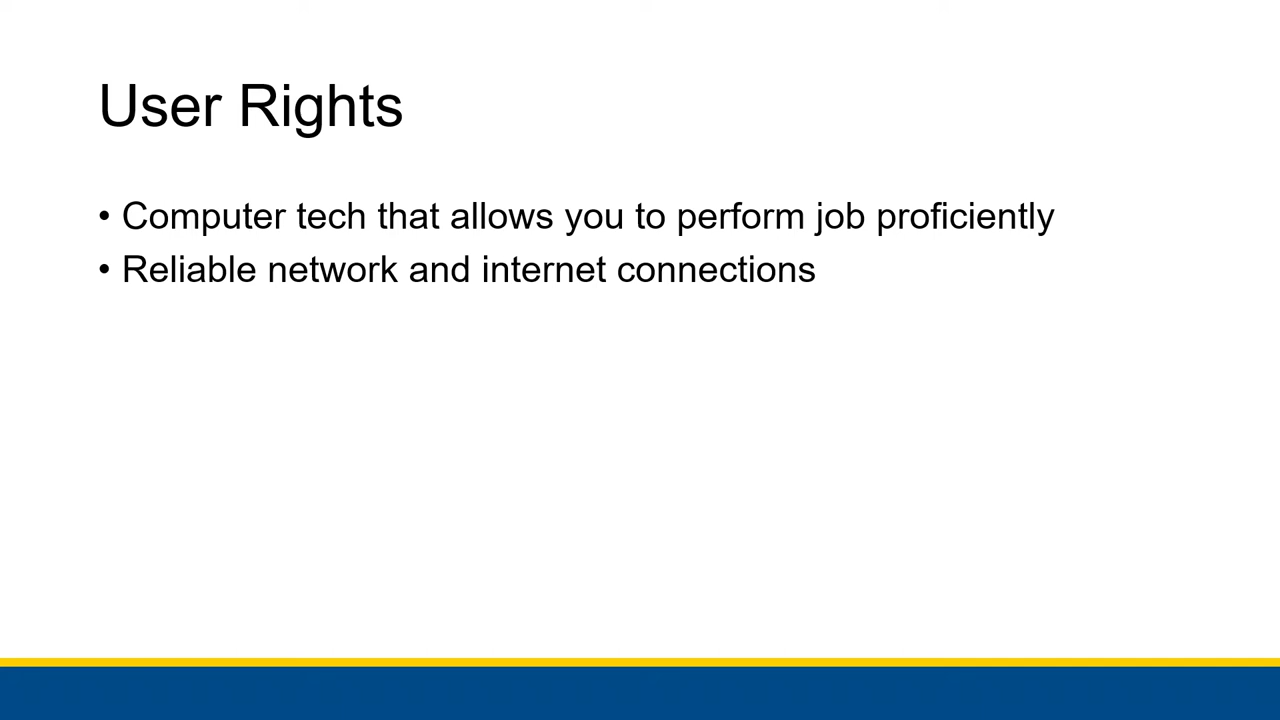 User Rights
• Computer tech that allows you to perform job proficiently
• Reliable network and internet connections